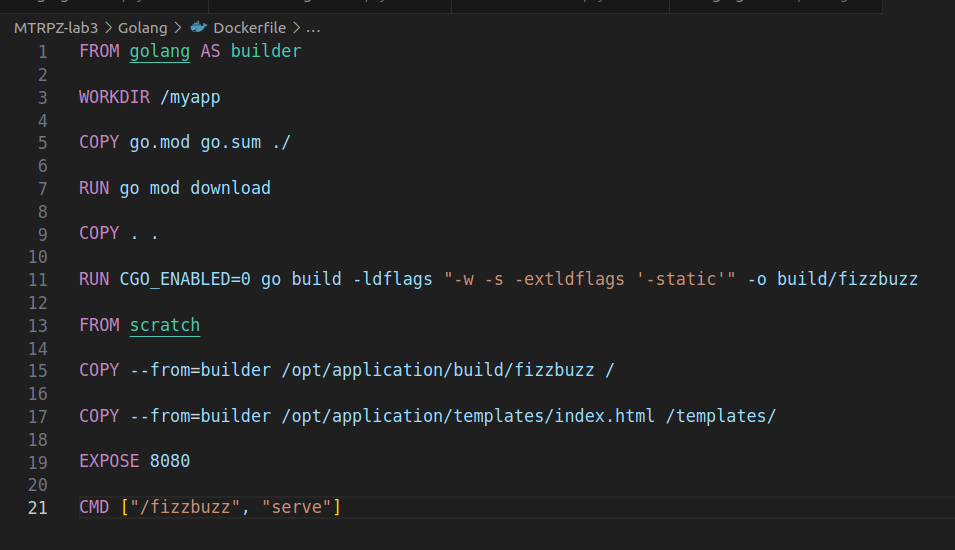 MTRPZ-lab3 > Golang > Dockerfile > ...
1 FROM golang AS builder
2
3 WORKDIR /myapp
4
5 COPY go.mod go.sum ./
6
7 RUN go mod download
8
9 COPY . .
10
11 RUN CGO_ENABLED=0 go build -ldflags "-w -s -extldflags '-static'" -o build/fizzbuzz
12
13 FROM scratch
14
15 COPY --from=builder /opt/application/build/fizzbuzz /
16
17 COPY --from=builder /opt/application/templates/index.html /templates/
18
19 EXPOSE 8080
20
21 CMD ["/fizzbuzz", "serve"]